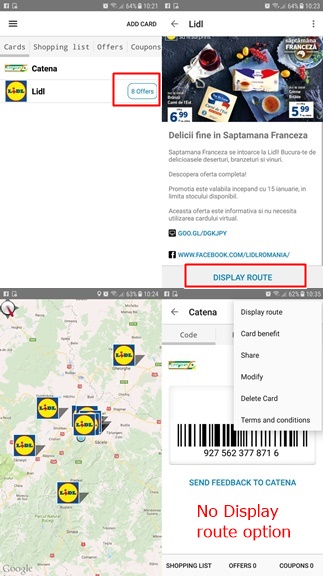 64% 10:21
ADD CARD
Cards Shopping list Offers Coupons
Catena
LIDL Lidl 8 Offers
64% 10:23
Lidl
săptămâna
FRANCEZĂ
6,99
5,99
Delicii fine in Saptamana Franceza
Saptamana Franceza se intoarce la Lidl! Bucura-te de
delicioasele deserturi, branzeturi si vinuri.
Descopera oferta completa!
Promotia este valabila incepand cu 15 ianuarie, in
limita stocului disponibil.
Aceasta oferta este informativa si nu necesita
utilizarea cardului virtual.
GOO.GL/DGKJPY
WWW.FACEBOOK.COM/LIDLROMANIA/
DISPLAY ROUTE
63% 10:24
LIDL
Gheorghe
LIDL
LIDL
LIDL
LIDL
Săcele
LIDL
Google
62% 10:35
Catena
Code
Display route
Card benefit
Share
Modify
Delete Card
Terms and conditions
927 562 377 871 6
SEND FEEDBACK TO CATENA
No Display
route option
SHOPPING LIST OFFERS 0 COUPONS 0